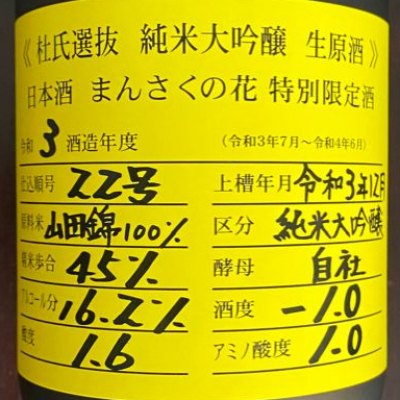 《 杜氏選抜 純米大吟醸 生原酒 》
日本酒 まんさくの花 特別限定酒
令和 3 酒造年度 (令和3年7月〜令和4年6月)
仕込順号 22号 上槽年月 令和3年12月
原料米 山田錦100% 区分 純米大吟醸
精米歩合 45% 酵母 自社
アルコール分 16.2% 酒度 -1.0
酸度 1.6 アミノ酸度 1.0